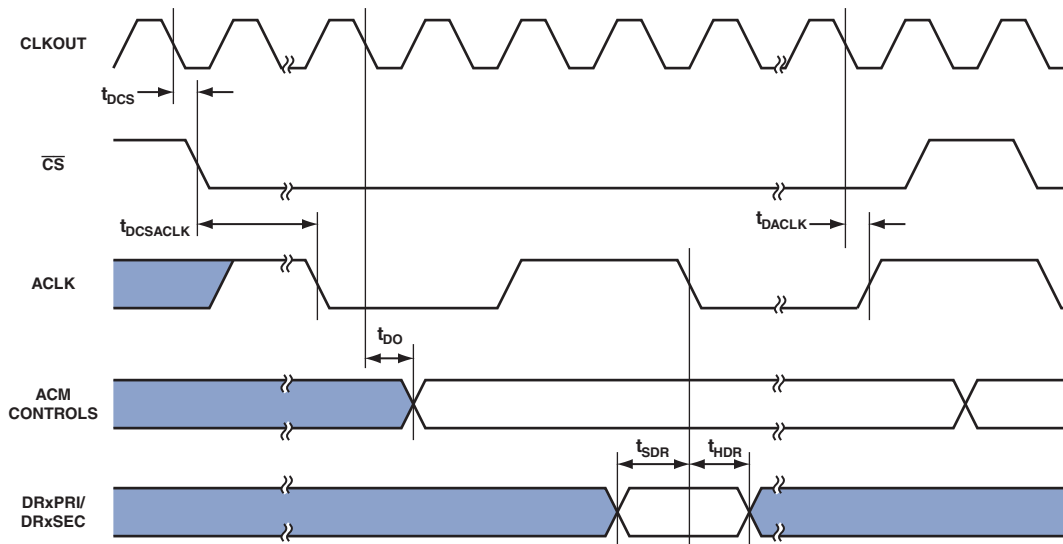 CLKOUT
tDCS
CS
tDCSACLK
tDACLK
ACLK
tDO
ACM
CONTROLS
tSDR
tHDR
DRxPRI/
DRxSEC